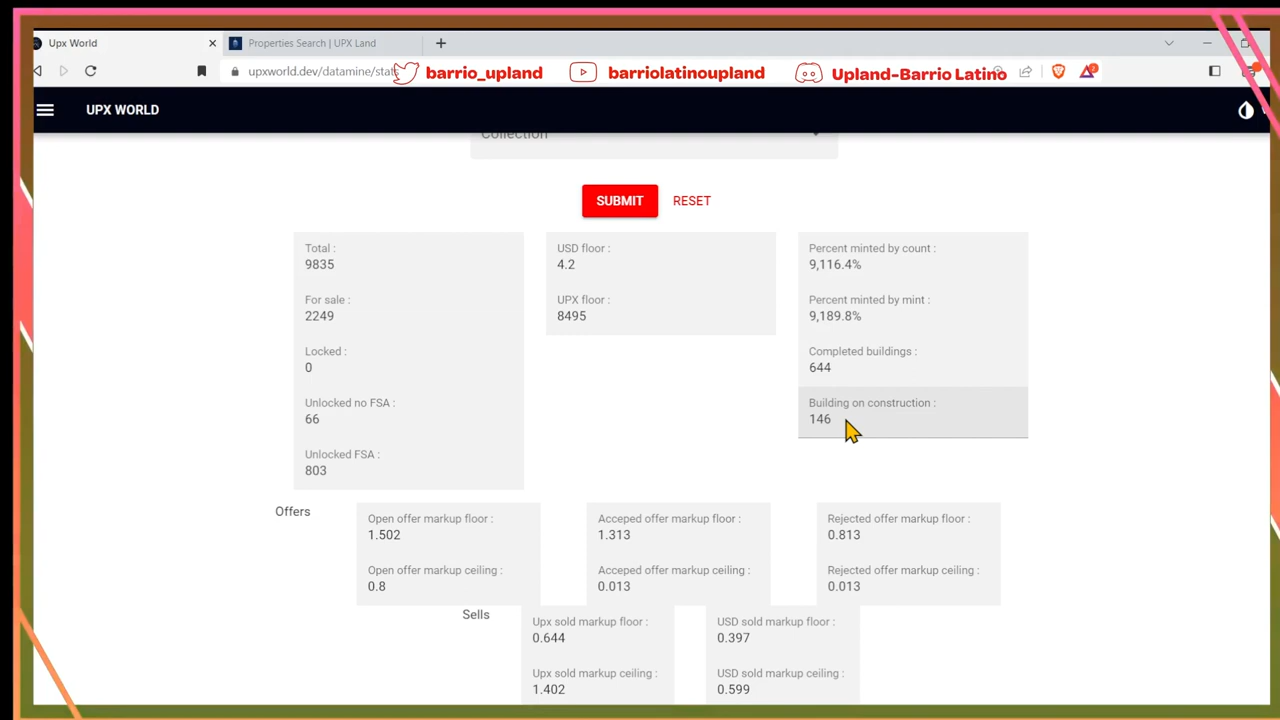 Upx World
Properties Search | UPX Land
upxworld.dev/datamine/stat
barrio_upland
barriolatinoupland
Upland-Barrio Latino
2
UPX WORLD
Collection
SUBMIT
RESET
Total :
9835
For sale :
2249
Locked :
0
Unlocked no FSA :
66
Unlocked FSA :
803
USD floor :
4.2
UPX floor :
8495
Percent minted by count :
9,116.4%
Percent minted by mint :
9,189.8%
Completed buildings :
644
Building on construction :
146
Offers
Open offer markup floor :
1.502
Open offer markup ceiling :
0.8
Acceped offer markup floor :
1.313
Acceped offer markup ceiling :
0.013
Rejected offer markup floor :
0.813
Rejected offer markup ceiling :
0.013
Sells
Upx sold markup floor :
0.644
Upx sold markup ceiling :
1.402
USD sold markup floor :
0.397
USD sold markup ceiling :
0.599